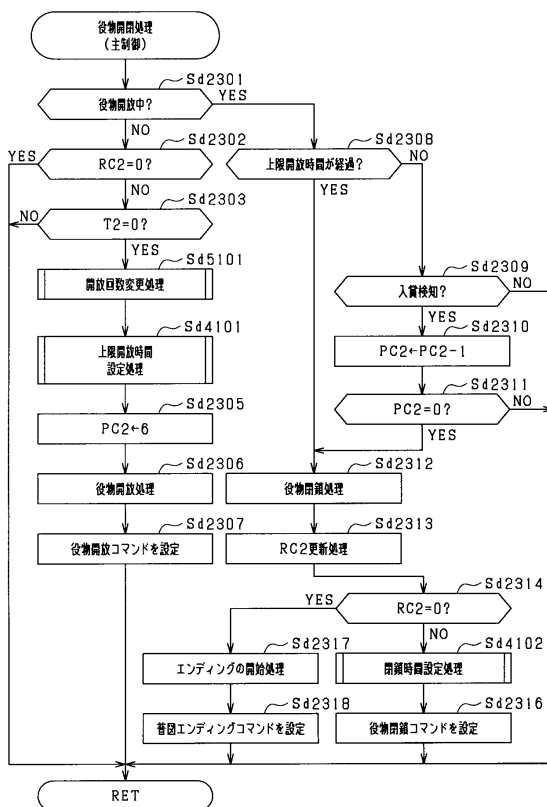 役物開閉処理
(主制御)
Sd2301
役物開放中?
YES
NO
Sd2302
RC2=0?
YES
NO
Sd2303
T2=0?
NO
YES
Sd5101
開放回数変更処理
Sd4101
上限開放時間
設定処理
Sd2305
PC2←6
Sd2306
役物開放処理
Sd2307
役物開放コマンドを設定
Sd2308
上限開放時間が経過?
NO
YES
Sd2309
入賞検知?
NO
YES
Sd2310
PC2←PC2-1
Sd2311
PC2=0?
NO
YES
Sd2312
役物閉鎖処理
Sd2313
RC2更新処理
Sd2314
RC2=0?
YES
NO
Sd2317
エンディングの開始処理
Sd2318
普図エンディングコマンドを設定
Sd4102
閉鎖時間設定処理
Sd2316
役物閉鎖コマンドを設定
RET